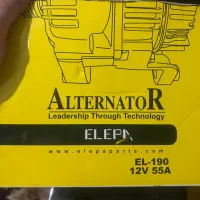 ALTERNATOR
Leadership Through Technology
ELEPA
www.elepaparts.com
EL-190
12V 55A